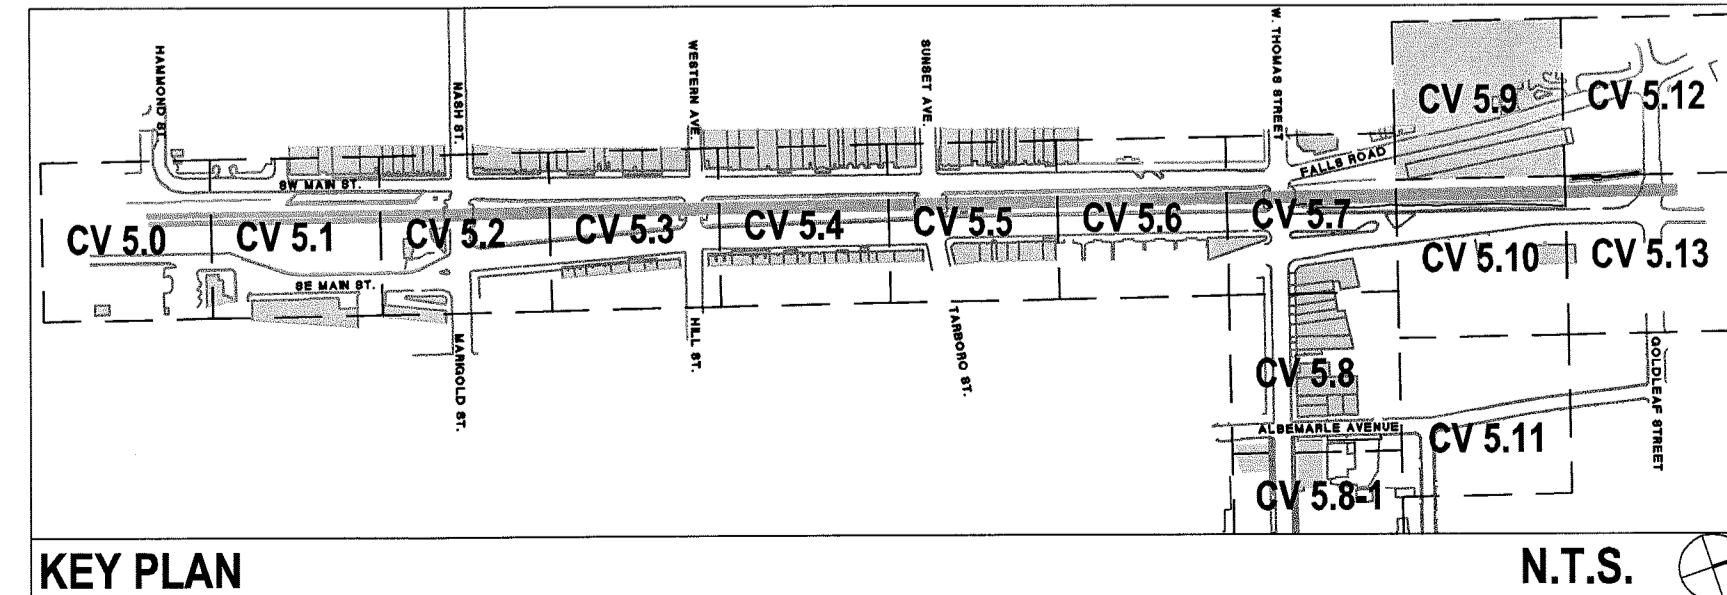 HAMMOND ST.
NASH ST.
WESTERN AVE.
SUNSET AVE.
W. THOMAS STREET
CV 5.9
CV 5.12
FALLS ROAD
SW MAIN ST.
CV 5.0
CV 5.1
CV 5.2
CV 5.3
CV 5.4
CV 5.5
CV 5.6
CV 5.7
CV 5.10
CV 5.13
SE MAIN ST.
MARIGOLD ST.
HILL ST.
TARBORO ST.
GOLDLEAF STREET
CV 5.8
ALBEMARLE AVENUE
CV 5.11
CV 5.8-1
KEY PLAN
N.T.S.